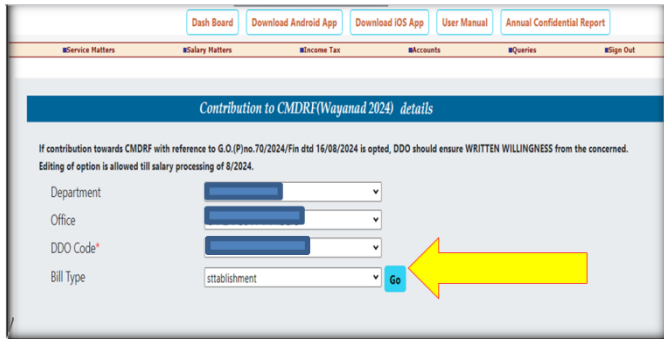 Dash Board Download Android App Download iOS App User Manual Annual Confidential Report
Service Matters Salary Matters Income Tax Accounts Queries Sign Out
Contribution to CMDRF(Wayanad 2024) details
If contribution towards CMDRF with reference to G.O.(P)no.70/2024/Fin dtd 16/08/2024 is opted, DDO should ensure WRITTEN WILLINGNESS from the concerned.
Editing of option is allowed till salary processing of 8/2024.
Department
Office
DDO Code*
Bill Type sttablishment Go